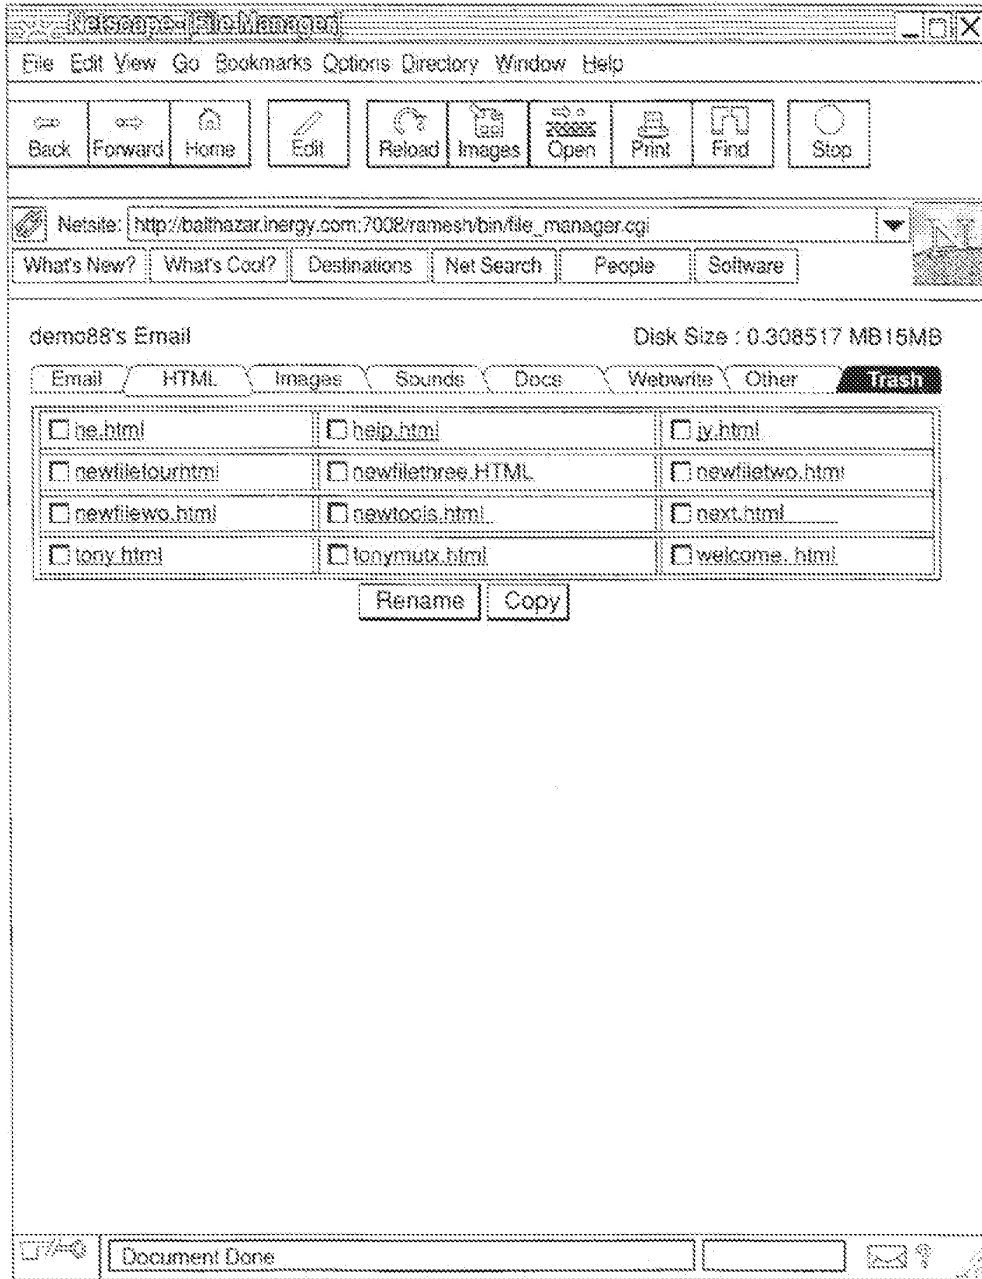 Netscape-[File Manager]
File Edit View Go Bookmarks Options Directory Window Help
Back Forward Home Edit Reload Images Open Print Find Stop
Netsite: http://balthazar.inergy.com:7008/ramesh/bin/file_manager.cgi
N
What's New? What's Cool? Destinations Net Search People Software
demo88's Email Disk Size : 0.308517 MB15MB
Email HTML Images Sounds Docs Webwrite Other Trash
help.html jy.html
newfilefourhtml newfilethree.HTML newfiletwo.html
newfilewo.html newtools.html next.html
tony.html tonymutx.html welcome. html
Rename Copy
Document Done
?